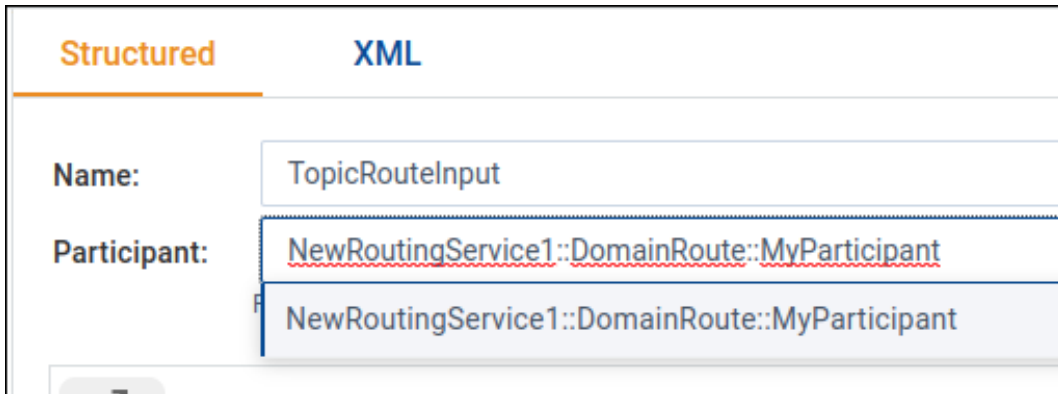 Structured XML
Name: TopicRouteInput
Participant: NewRoutingService1::DomainRoute::MyParticipant
NewRoutingService1::DomainRoute::MyParticipant